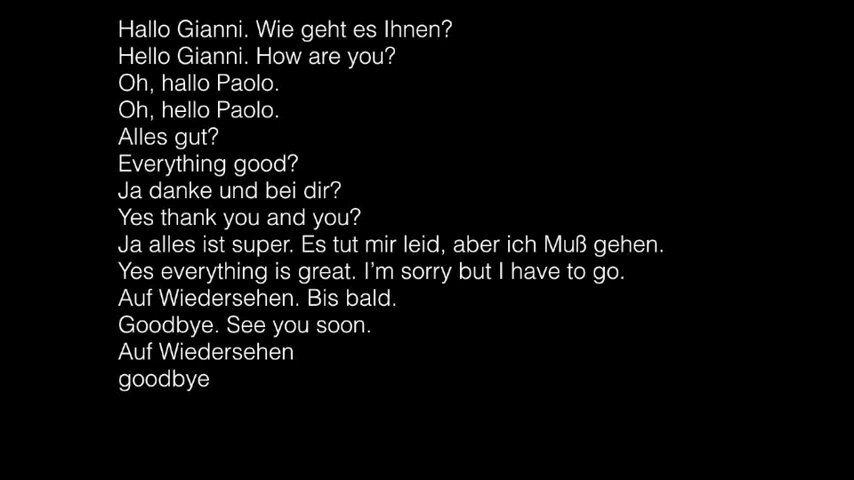 Hallo Gianni. Wie geht es Ihnen?
Hello Gianni. How are you?
Oh, hallo Paolo.
Oh, hello Paolo.
Alles gut?
Everything good?
Ja danke und bei dir?
Yes thank you and you?
Ja alles ist super. Es tut mir leid, aber ich Muß gehen.
Yes everything is great. I'm sorry but I have to go.
Auf Wiedersehen. Bis bald.
Goodbye. See you soon.
Auf Wiedersehen
goodbye